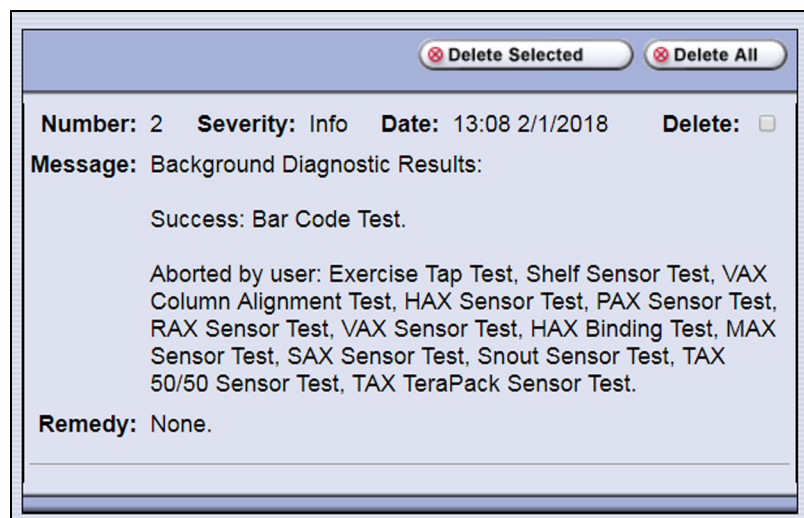 Delete Selected Delete All
Number: 2 Severity: Info Date: 13:08 2/1/2018 Delete:
Message: Background Diagnostic Results:
Success: Bar Code Test.
Aborted by user: Exercise Tap Test, Shelf Sensor Test, VAX
Column Alignment Test, HAX Sensor Test, PAX Sensor Test,
RAX Sensor Test, VAX Sensor Test, HAX Binding Test, MAX
Sensor Test, SAX Sensor Test, Snout Sensor Test, TAX
50/50 Sensor Test, TAX TeraPack Sensor Test.
Remedy: None.